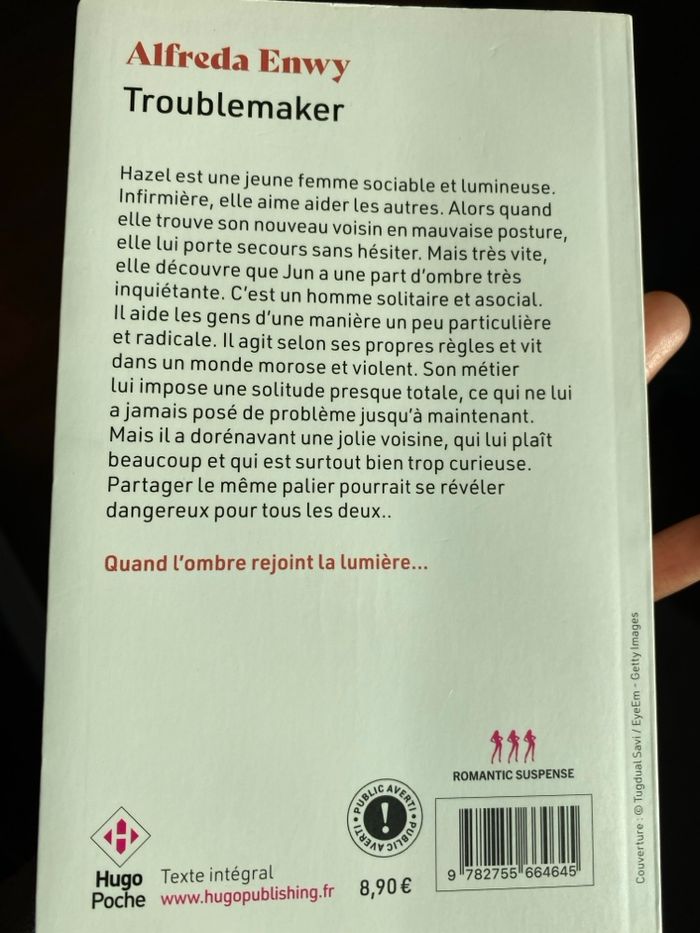 Alfreda Enwy
Troublemaker
Hazel est une jeune femme sociable et lumineuse.
Infirmière, elle aime aider les autres. Alors quand
elle trouve son nouveau voisin en mauvaise posture,
elle lui porte secours sans hésiter. Mais très vite,
elle découvre que Jun a une part d'ombre très
inquiétante. C'est un homme solitaire et asocial.
Il aide les gens d'une manière un peu particulière
et radicale. Il agit selon ses propres règles et vit
dans un monde morose et violent. Son métier
lui impose une solitude presque totale, ce qui ne lui
a jamais posé de problème jusqu'à maintenant.
Mais il a dorénavant une jolie voisine, qui lui plaît
beaucoup et qui est surtout bien trop curieuse.
Partager le même palier pourrait se révéler
dangereux pour tous les deux..
Quand l'ombre rejoint la lumière...
Couverture : © Tugdual Savi / EyeEm - Getty Images
ROMANTIC SUSPENSE
PUBLIC AVERTI • PUBLIC AVERTI •
!
H
Hugo
Poche
Texte intégral
www.hugopublishing.fr
8,90 €
9 782755 664645